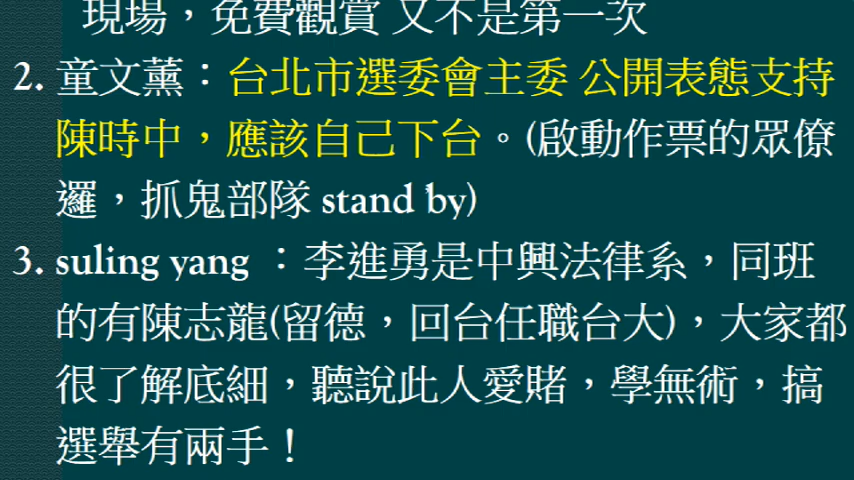 現場，免費觀賞 又不是第一次
2. 童文薰：台北市選委會主委 公開表態支持
陳時中，應該自己下台。(啟動作票的眾僚
邏，抓鬼部隊 stand by)
3. suling yang ：李進勇是中興法律系，同班
的有陳志龍(留德，回台任職台大)，大家都
很了解底細，聽說此人愛賭，學無術，搞
選舉有兩手！